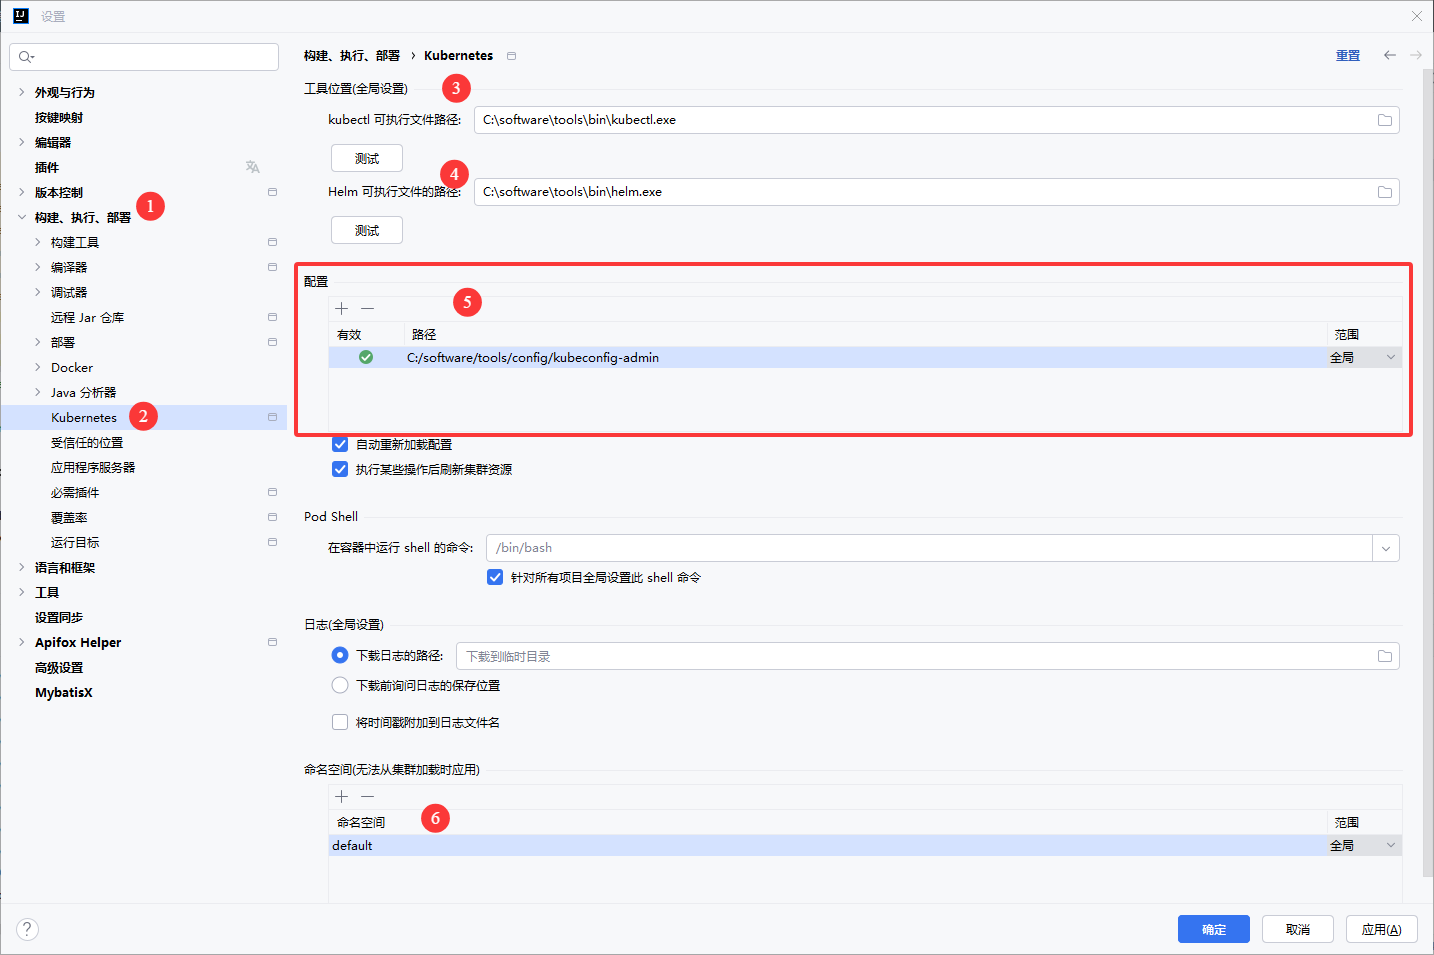 设置
外观与行为
按键映射
编辑器
插件
版本控制
1
构建、执行、部署
构建工具
编译器
调试器
远程 Jar 仓库
部署
Docker
Java 分析器
Kubernetes
2
受信任的位置
应用程序服务器
必需插件
覆盖率
运行目标
语言和框架
工具
设置同步
Apifox Helper
高级设置
MybatisX
构建、执行、部署 › Kubernetes
重置
工具位置(全局设置)
3
kubectl 可执行文件路径: C:\software\tools\bin\kubectl.exe
测试
4
Helm 可执行文件的路径: C:\software\tools\bin\helm.exe
测试
配置
5
有效 路径 范围
C:/software/tools/config/kubeconfig-admin 全局
自动重新加载配置
执行某些操作后刷新集群资源
Pod Shell
在容器中运行 shell 的命令: /bin/bash
针对所有项目全局设置此 shell 命令
日志(全局设置)
下载日志的路径: 下载到临时目录
下载前询问日志的保存位置
将时间戳附加到日志文件名
命名空间(无法从集群加载时应用)
6
命名空间 范围
default 全局
?
确定 取消 应用(A)